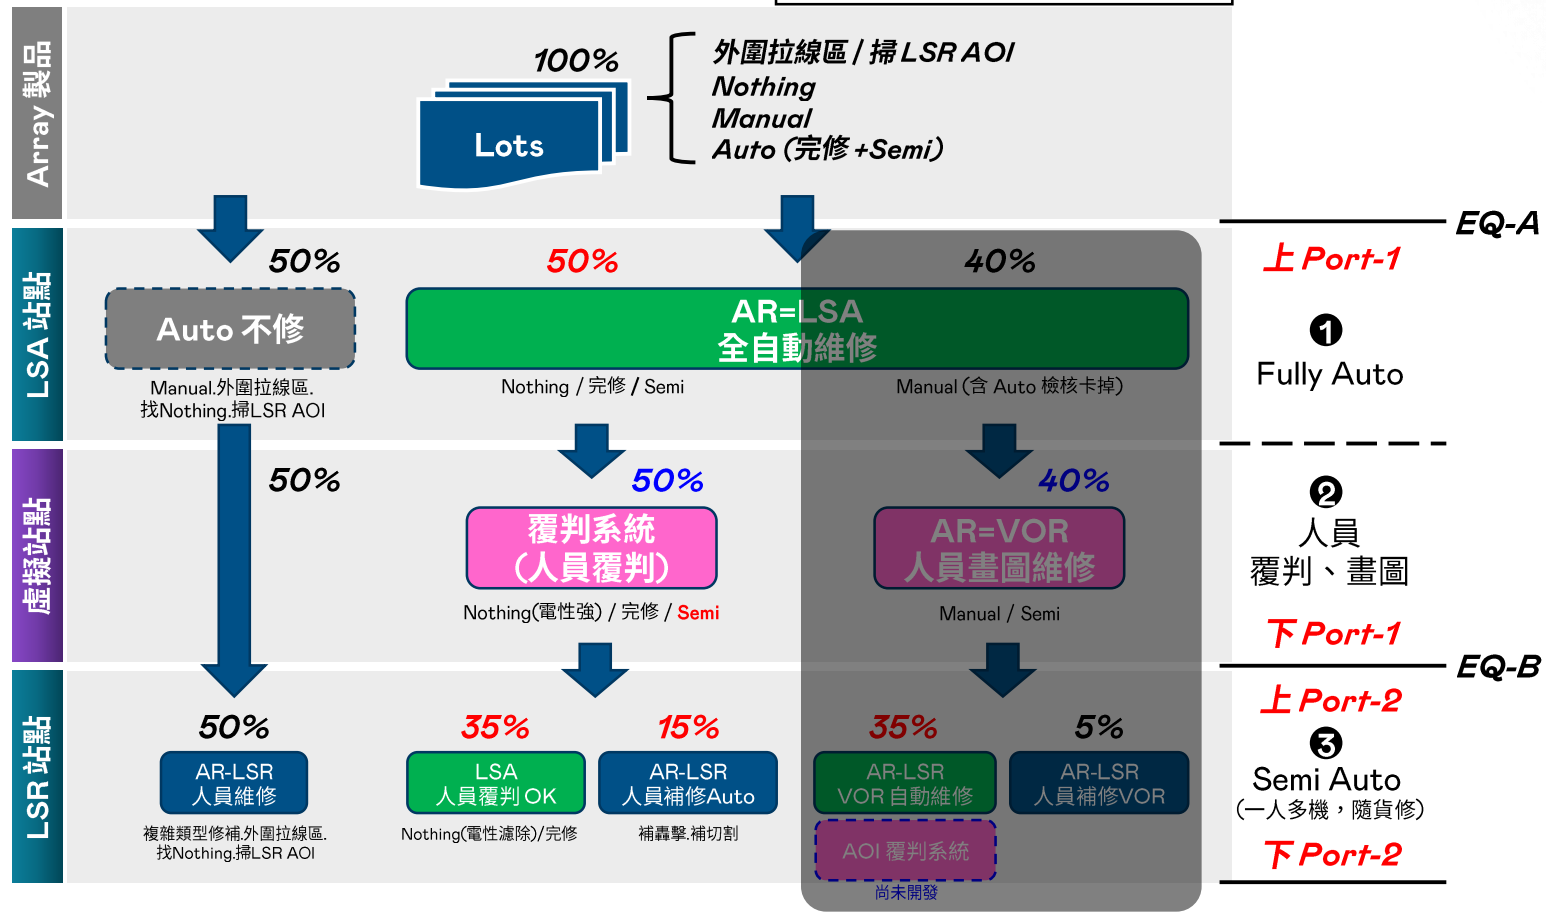 Array 製品
100%
Lots
外圍拉線區 / 掃 LSR AOI
Nothing
Manual
Auto (完修 +Semi)
EQ-A
LSA 站點
50%
Auto 不修
Manual.外圍拉線區.
找Nothing.掃LSR AOI
50%
40%
AR=LSA
全自動維修
Nothing / 完修 / Semi
Manual (含 Auto 檢核卡掉)
上 Port-1
❶
Fully Auto
虛擬站點
50%
50%
覆判系統
(人員覆判)
Nothing(電性強) / 完修 / Semi
40%
AR=VOR
人員畫圖維修
Manual / Semi
❷
人員
覆判、畫圖
下 Port-1
EQ-B
LSR 站點
50%
AR-LSR
人員維修
複雜類型修補.外圍拉線區.
找Nothing.掃LSR AOI
35%
LSA
人員覆判 OK
Nothing(電性濾除)/完修
15%
AR-LSR
人員補修Auto
補轟擊.補切割
35%
AR-LSR
VOR 自動維修
AOI 覆判系統
尚未開發
5%
AR-LSR
人員補修VOR
上 Port-2
❸
Semi Auto
(一人多機，隨貨修)
下 Port-2